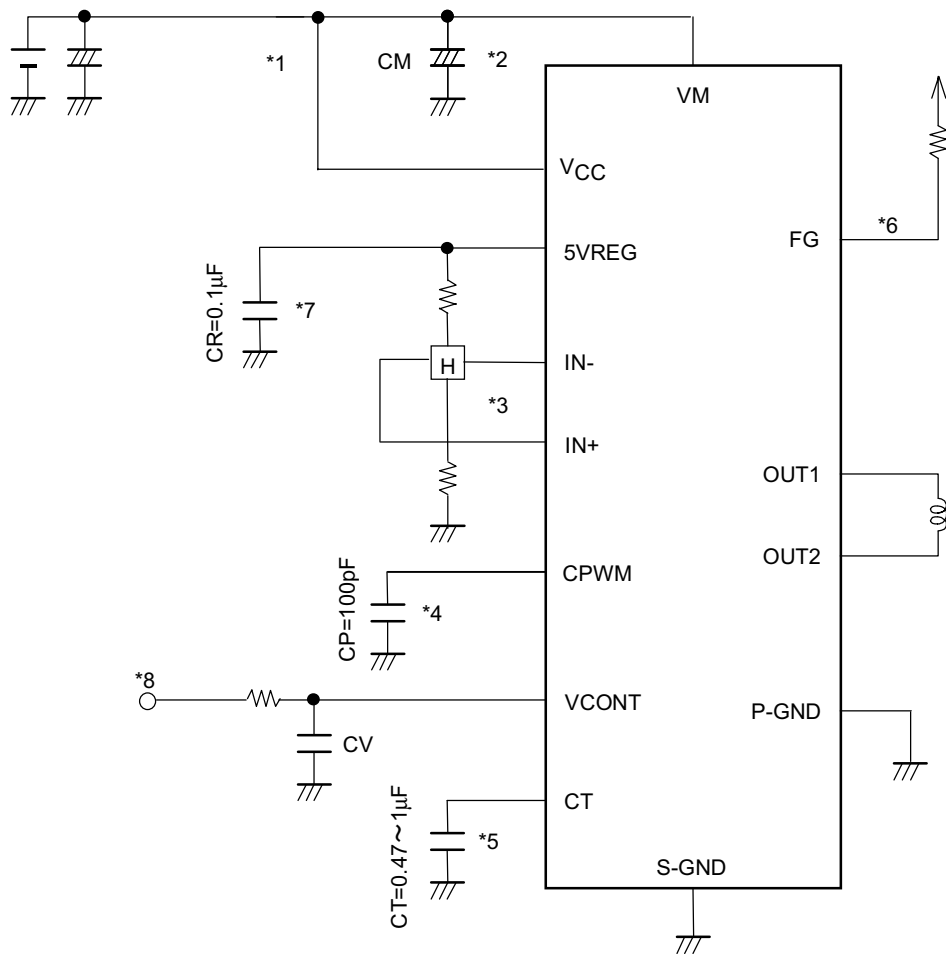 *1
CM
*2
VM
VCC
5VREG
FG
*6
CR=0.1μF
*7
H
IN-
*3
IN+
OUT1
OUT2
CPWM
CP=100pF
*4
*8
VCONT
P-GND
CV
CT
CT=0.47~1μF
*5
S-GND